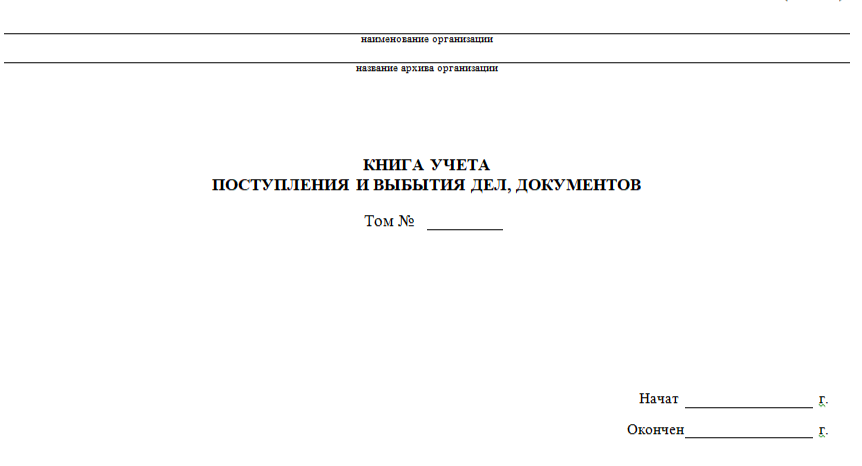 наименование организации
название архива организации
КНИГА УЧЕТА
ПОСТУПЛЕНИЯ И ВЫБЫТИЯ ДЕЛ, ДОКУМЕНТОВ
Том №
Начат г.
Окончен г.